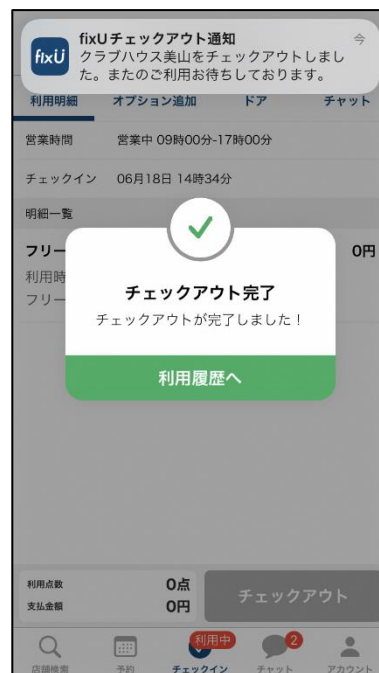 fixU
fixUチェックアウト通知
今
クラブハウス美山をチェックアウトしまし
た。またのご利用お待ちしております。
利用明細 オプション追加 ドア チャット
営業時間 営業中 09時00分-17時00分
チェックイン 06月18日 14時34分
明細一覧
フリー 0円
利用時
フリー
チェックアウト完了
チェックアウトが完了しました！
利用履歴へ
利用点数 0点
支払金額 0円
チェックアウト
利用中
2
店舗検索 予約 チェックイン チャット アカウント